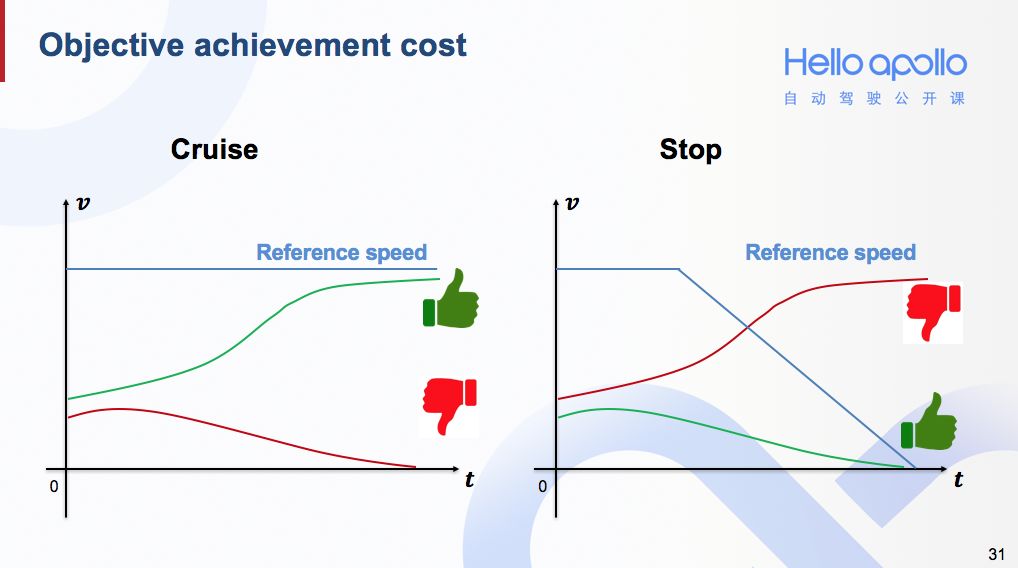 Objective achievement cost
Hello apollo
自动驾驶公开课
Cruise
Stop
v
Reference speed
0
t
v
Reference speed
0
t
31